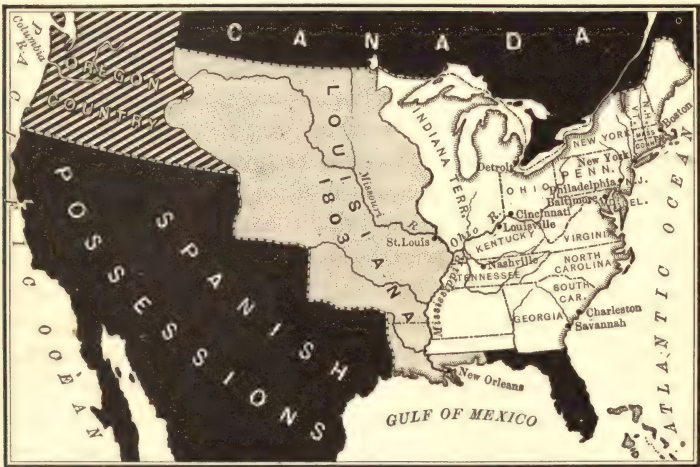 CANADA
Columbia
R.
OREGON
COUNTRY
LOUISIANA
1803
Missouri
R.
St. Louis
INDIANA TERR.
Detroit
OHIO
Ohio R.
Cincinnati
Louisville
KENTUCKY
Nashville
TENNESSEE
Mississippi R.
VIRGINIA
NORTH
CAROLINA
SOUTH
CAR.
GEORGIA
Charleston
Savannah
NEW YORK
VT.
N.H.
MASS.
CONN.
Boston
New York
PENN.
Philadelphia
N.J.
Baltimore
DEL.
New Orleans
SPANISH
POSSESSIONS
GULF OF MEXICO
ATLANTIC OCEAN
OCEAN